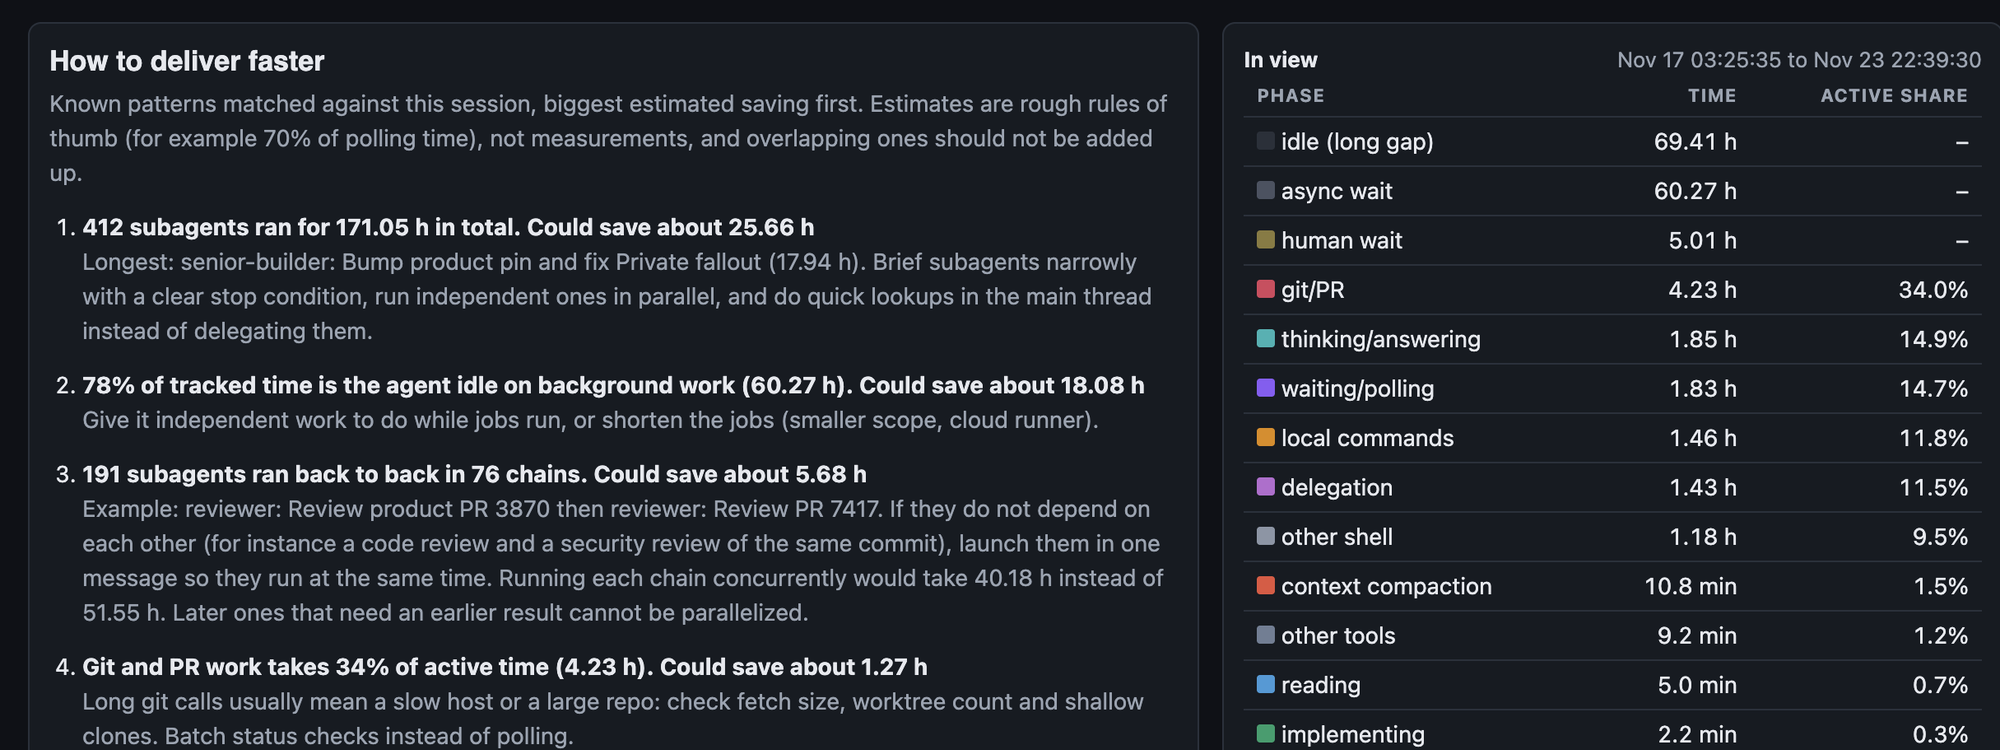 How to deliver faster
Known patterns matched against this session, biggest estimated saving first. Estimates are rough rules of
thumb (for example 70% of polling time), not measurements, and overlapping ones should not be added
up.
1. 412 subagents ran for 171.05 h in total. Could save about 25.66 h
Longest: senior-builder: Bump product pin and fix Private fallout (17.94 h). Brief subagents narrowly
with a clear stop condition, run independent ones in parallel, and do quick lookups in the main thread
instead of delegating them.
2. 78% of tracked time is the agent idle on background work (60.27 h). Could save about 18.08 h
Give it independent work to do while jobs run, or shorten the jobs (smaller scope, cloud runner).
3. 191 subagents ran back to back in 76 chains. Could save about 5.68 h
Example: reviewer: Review product PR 3870 then reviewer: Review PR 7417. If they do not depend on
each other (for instance a code review and a security review of the same commit), launch them in one
message so they run at the same time. Running each chain concurrently would take 40.18 h instead of
51.55 h. Later ones that need an earlier result cannot be parallelized.
4. Git and PR work takes 34% of active time (4.23 h). Could save about 1.27 h
Long git calls usually mean a slow host or a large repo: check fetch size, worktree count and shallow
clones. Batch status checks instead of polling.
In view Nov 17 03:25:35 to Nov 23 22:39:30
PHASE TIME ACTIVE SHARE
idle (long gap) 69.41 h –
async wait 60.27 h –
human wait 5.01 h –
git/PR 4.23 h 34.0%
thinking/answering 1.85 h 14.9%
waiting/polling 1.83 h 14.7%
local commands 1.46 h 11.8%
delegation 1.43 h 11.5%
other shell 1.18 h 9.5%
context compaction 10.8 min 1.5%
other tools 9.2 min 1.2%
reading 5.0 min 0.7%
implementing 2.2 min 0.3%